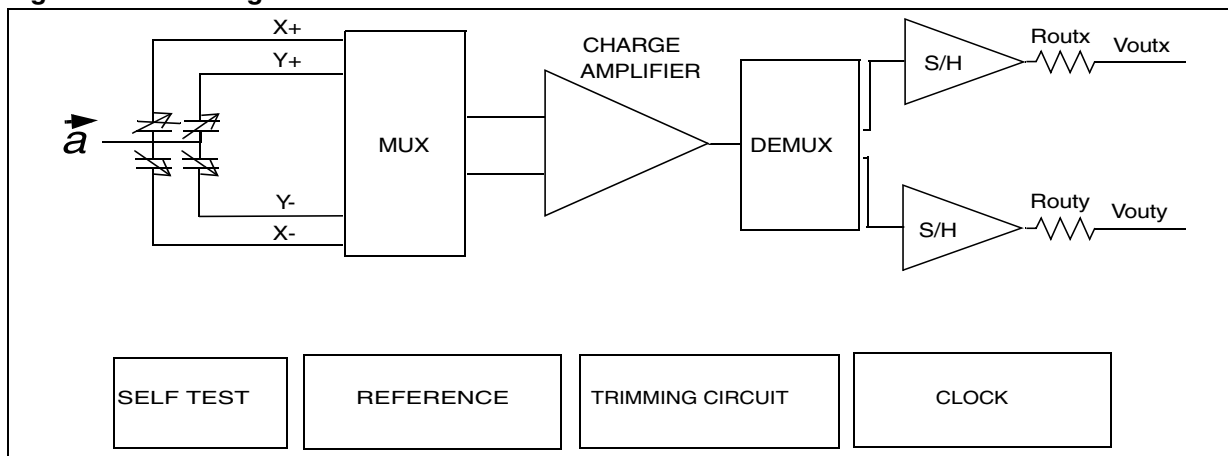 X+
Y+
CHARGE
AMPLIFIER
Routx
Voutx
S/H
a
MUX
DEMUX
Y-
X-
Routy
Vouty
S/H
SELF TEST
REFERENCE
TRIMMING CIRCUIT
CLOCK